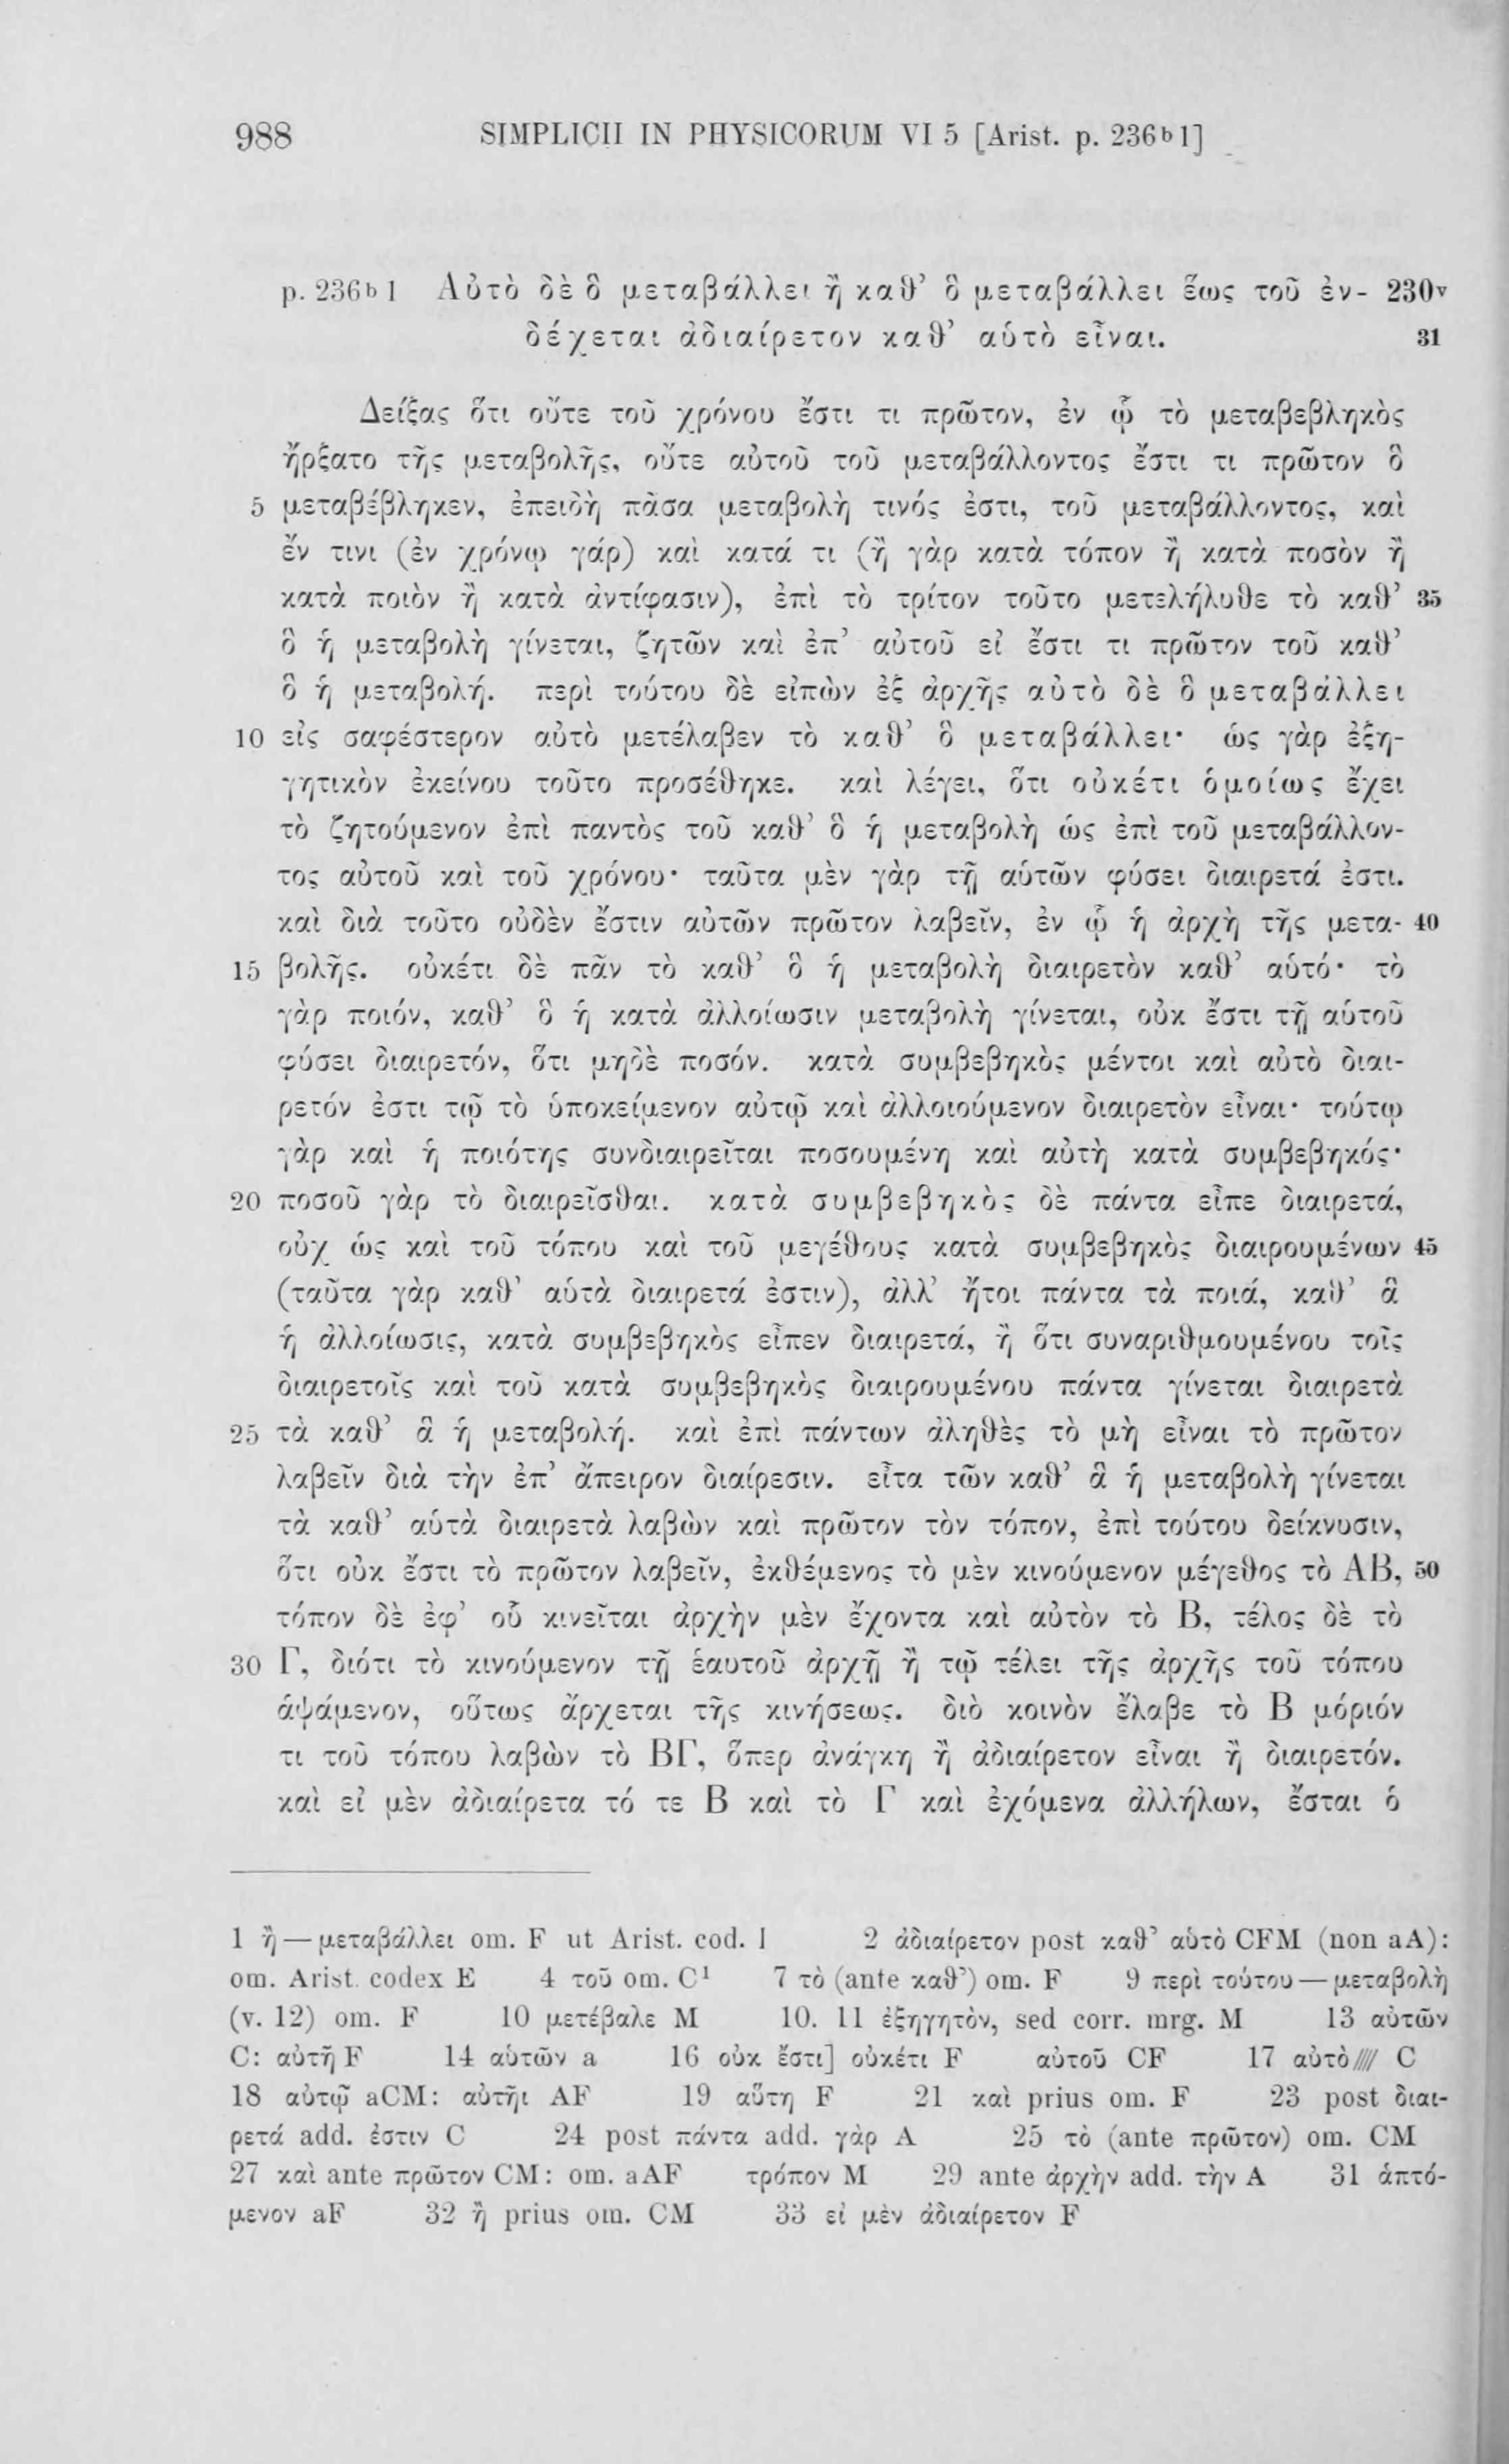 988 SIMPLICII IN PHYSICORUM VI 5 [Arist. p. 236b 1]
p. 236b 1 Αὐτὸ δὲ ὃ μεταβάλλει ἢ καθ’ ὃ μεταβάλλει ἕως τοῦ ἐν- 230v
δέχεται ἀδιαίρετον καθ’ αὑτὸ εἶναι. 31
Δείξας ὅτι οὔτε τοῦ χρόνου ἔστι τι πρῶτον, ἐν ᾧ τὸ μεταβεβληκὸς
ἤρξατο τῆς μεταβολῆς, οὔτε αὐτοῦ τοῦ μεταβάλλοντος ἔστι τι πρῶτον ὃ
5 μεταβέβληκεν, ἐπειδὴ πᾶσα μεταβολὴ τινός ἐστι, τοῦ μεταβάλλοντος, καὶ
ἔν τινι (ἐν χρόνῳ γάρ) καὶ κατά τι (ἢ γὰρ κατὰ τόπον ἢ κατὰ ποσὸν ἢ
κατὰ ποιὸν ἢ κατὰ ἀντίφασιν), ἐπὶ τὸ τρίτον τοῦτο μετελήλυθε τὸ καθ’ 35
ὃ ἡ μεταβολὴ γίνεται, ζητῶν καὶ ἐπ’ αὐτοῦ εἰ ἔστι τι πρῶτον τοῦ καθ’
ὃ ἡ μεταβολή. περὶ τούτου δὲ εἰπὼν ἐξ ἀρχῆς αὐτὸ δὲ ὃ μεταβάλλει
10 εἰς σαφέστερον αὐτὸ μετέλαβεν τὸ καθ’ ὃ μεταβάλλει· ὡς γὰρ ἐξη-
γητικὸν ἐκείνου τοῦτο προσέθηκε. καὶ λέγει, ὅτι οὐκέτι ὁμοίως ἔχει
τὸ ζητούμενον ἐπὶ παντὸς τοῦ καθ’ ὃ ἡ μεταβολὴ ὡς ἐπὶ τοῦ μεταβάλλον-
τος αὐτοῦ καὶ τοῦ χρόνου· ταῦτα μὲν γὰρ τῇ αὑτῶν φύσει διαιρετά ἐστι.
καὶ διὰ τοῦτο οὐδὲν ἔστιν αὐτῶν πρῶτον λαβεῖν, ἐν ᾧ ἡ ἀρχὴ τῆς μετα- 40
15 βολῆς. οὐκέτι δὲ πᾶν τὸ καθ’ ὃ ἡ μεταβολὴ διαιρετὸν καθ’ αὑτό· τὸ
γὰρ ποιόν, καθ’ ὃ ἡ κατὰ ἀλλοίωσιν μεταβολὴ γίνεται, οὐκ ἔστι τῇ αὑτοῦ
φύσει διαιρετόν, ὅτι μηδὲ ποσόν. κατὰ συμβεβηκὸς μέντοι καὶ αὐτὸ διαι-
ρετόν ἐστι τῷ τὸ ὑποκείμενον αὐτῷ καὶ ἀλλοιούμενον διαιρετὸν εἶναι· τούτῳ
γὰρ καὶ ἡ ποιότης συνδιαιρεῖται ποσουμένη καὶ αὐτὴ κατὰ συμβεβηκός·
20 ποσοῦ γὰρ τὸ διαιρεῖσθαι. κατὰ συμβεβηκὸς δὲ πάντα εἶπε διαιρετά,
οὐχ ὡς καὶ τοῦ τόπου καὶ τοῦ μεγέθους κατὰ συμβεβηκὸς διαιρουμένων 45
(ταῦτα γὰρ καθ’ αὑτὰ διαιρετά ἐστιν), ἀλλ’ ἤτοι πάντα τὰ ποιά, καθ’ ἃ
ἡ ἀλλοίωσις, κατὰ συμβεβηκὸς εἶπεν διαιρετά, ἢ ὅτι συναριθμουμένου τοῖς
διαιρετοῖς καὶ τοῦ κατὰ συμβεβηκὸς διαιρουμένου πάντα γίνεται διαιρετὰ
25 τὰ καθ’ ἃ ἡ μεταβολή. καὶ ἐπὶ πάντων ἀληθὲς τὸ μὴ εἶναι τὸ πρῶτον
λαβεῖν διὰ τὴν ἐπ’ ἄπειρον διαίρεσιν. εἶτα τῶν καθ’ ἃ ἡ μεταβολὴ γίνεται
τὰ καθ’ αὑτὰ διαιρετὰ λαβὼν καὶ πρῶτον τὸν τόπον, ἐπὶ τούτου δείκνυσιν,
ὅτι οὐκ ἔστι τὸ πρῶτον λαβεῖν, ἐκθέμενος τὸ μὲν κινούμενον μέγεθος τὸ ΑΒ, 50
τόπον δὲ ἐφ’ οὗ κινεῖται ἀρχὴν μὲν ἔχοντα καὶ αὐτὸν τὸ Β, τέλος δὲ τὸ
30 Γ, διότι τὸ κινούμενον τῇ ἑαυτοῦ ἀρχῇ ἢ τῷ τέλει τῆς ἀρχῆς τοῦ τόπου
ἁψάμενον, οὕτως ἄρχεται τῆς κινήσεως. διὸ κοινὸν ἔλαβε τὸ Β μόριόν
τι τοῦ τόπου λαβὼν τὸ ΒΓ, ὅπερ ἀνάγκη ἢ ἀδιαίρετον εἶναι ἢ διαιρετόν.
καὶ εἰ μὲν ἀδιαίρετα τό τε Β καὶ τὸ Γ καὶ ἐχόμενα ἀλλήλων, ἔσται ὁ
1 ἢ — μεταβάλλει om. F ut Arist. cod. I 2 ἀδιαίρετον post καθ’ αὑτὸ CFM (non aA):
om. Arist. codex E 4 τοῦ om. C¹ 7 τὸ (ante καθ’) om. F 9 περὶ τούτου — μεταβολὴ
(v. 12) om. F 10 μετέβαλε M 10. 11 ἐξηγητὸν, sed corr. mrg. M 13 αὐτῶν
C: αὐτῇ F 14 αὑτῶν a 16 οὐκ ἔστι] οὐκέτι F αὐτοῦ CF 17 αὐτὸ//// C
18 αὐτῷ aCM: αὐτῆι AF 19 αὕτη F 21 καὶ prius om. F 23 post διαι-
ρετά add. ἐστιν C 24 post πάντα add. γὰρ A 25 τὸ (ante πρῶτον) om. CM
27 καὶ ante πρῶτον CM: om. aAF τρόπον M 29 ante ἀρχὴν add. τὴν A 31 ἁπτό-
μενον aF 32 ἢ prius om. CM 33 εἰ μὲν ἀδιαίρετον F